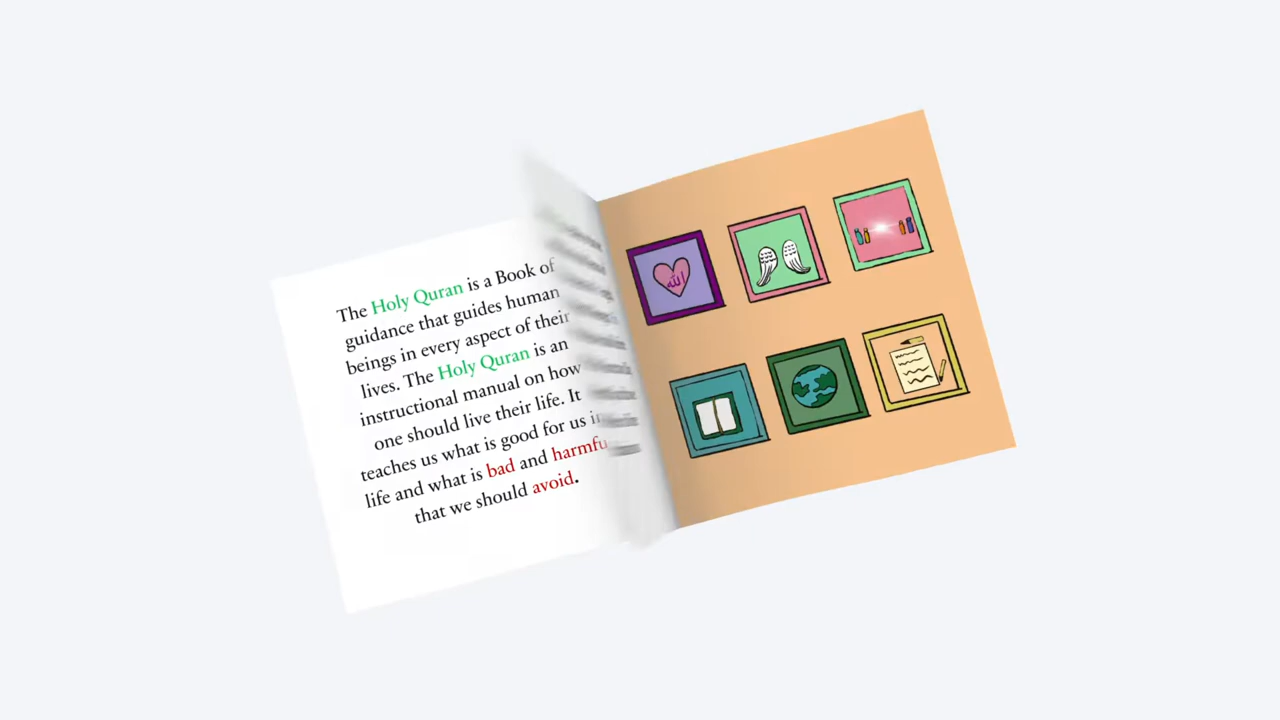 The Holy Quran is a Book of
guidance that guides human
beings in every aspect of their
lives. The Holy Quran is an
instructional manual on how
one should live their life. It
teaches us what is good for us in
life and what is bad and harmfu
that we should avoid.
الله